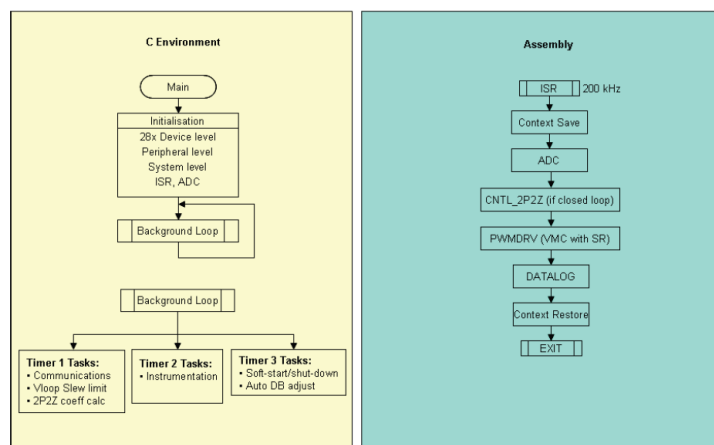 C Environment
Main
Initialisation
28x Device level
Peripheral level
System level
ISR, ADC
Background Loop
Background Loop
Timer 1 Tasks:
• Communications
• Vloop Slew limit
• 2P2Z coeff calc
Timer 2 Tasks:
• Instrumentation
Timer 3 Tasks:
• Soft-start/shut-down
• Auto DB adjust
Assembly
ISR 200 kHz
Context Save
ADC
CNTL_2P2Z (if closed loop)
PWMDRV (VMC with SR)
DATALOG
Context Restore
EXIT